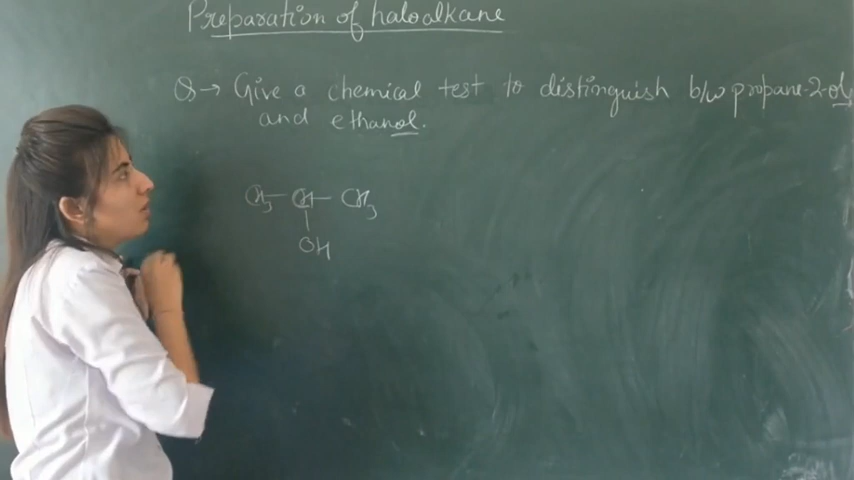 Preparation of haloalkane
Q→ Give a chemical test to distinguish b/w propane-2-ol
and ethanol.
CH3—CH—CH3
|
OH